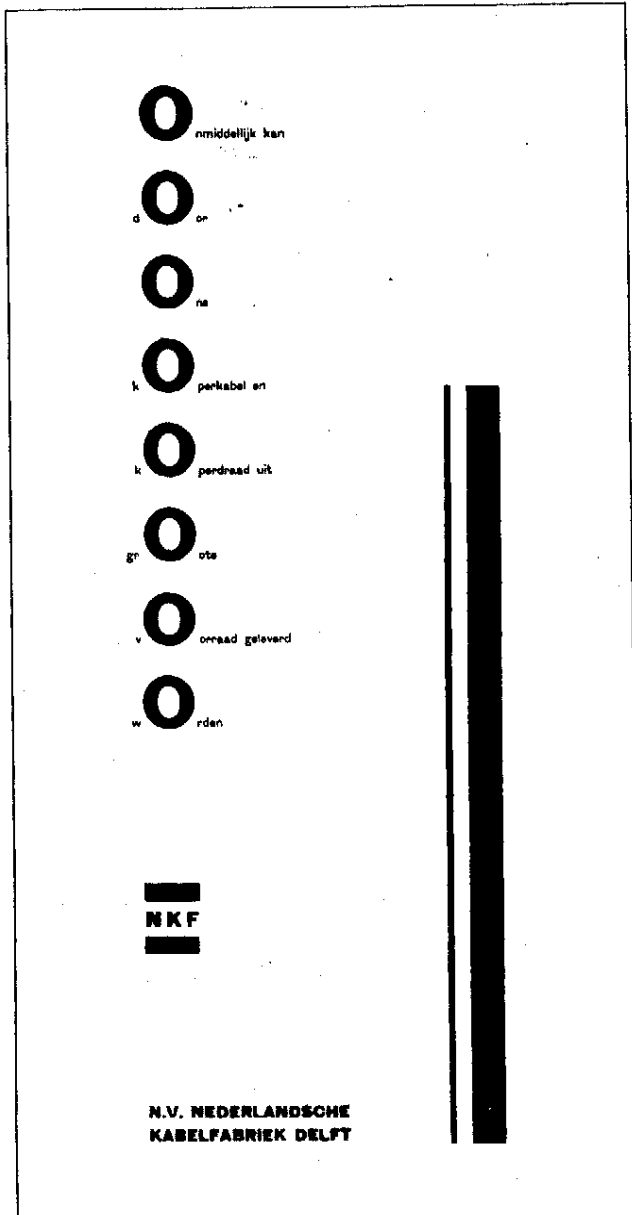 Onmiddellijk kan
dOor
Ons
kOperkabel en
kOperdraad uit
grOote
vOorraad geleverd
wOrden
NKF
N.V. NEDERLANDSCHE
KABELFABRIEK DELFT